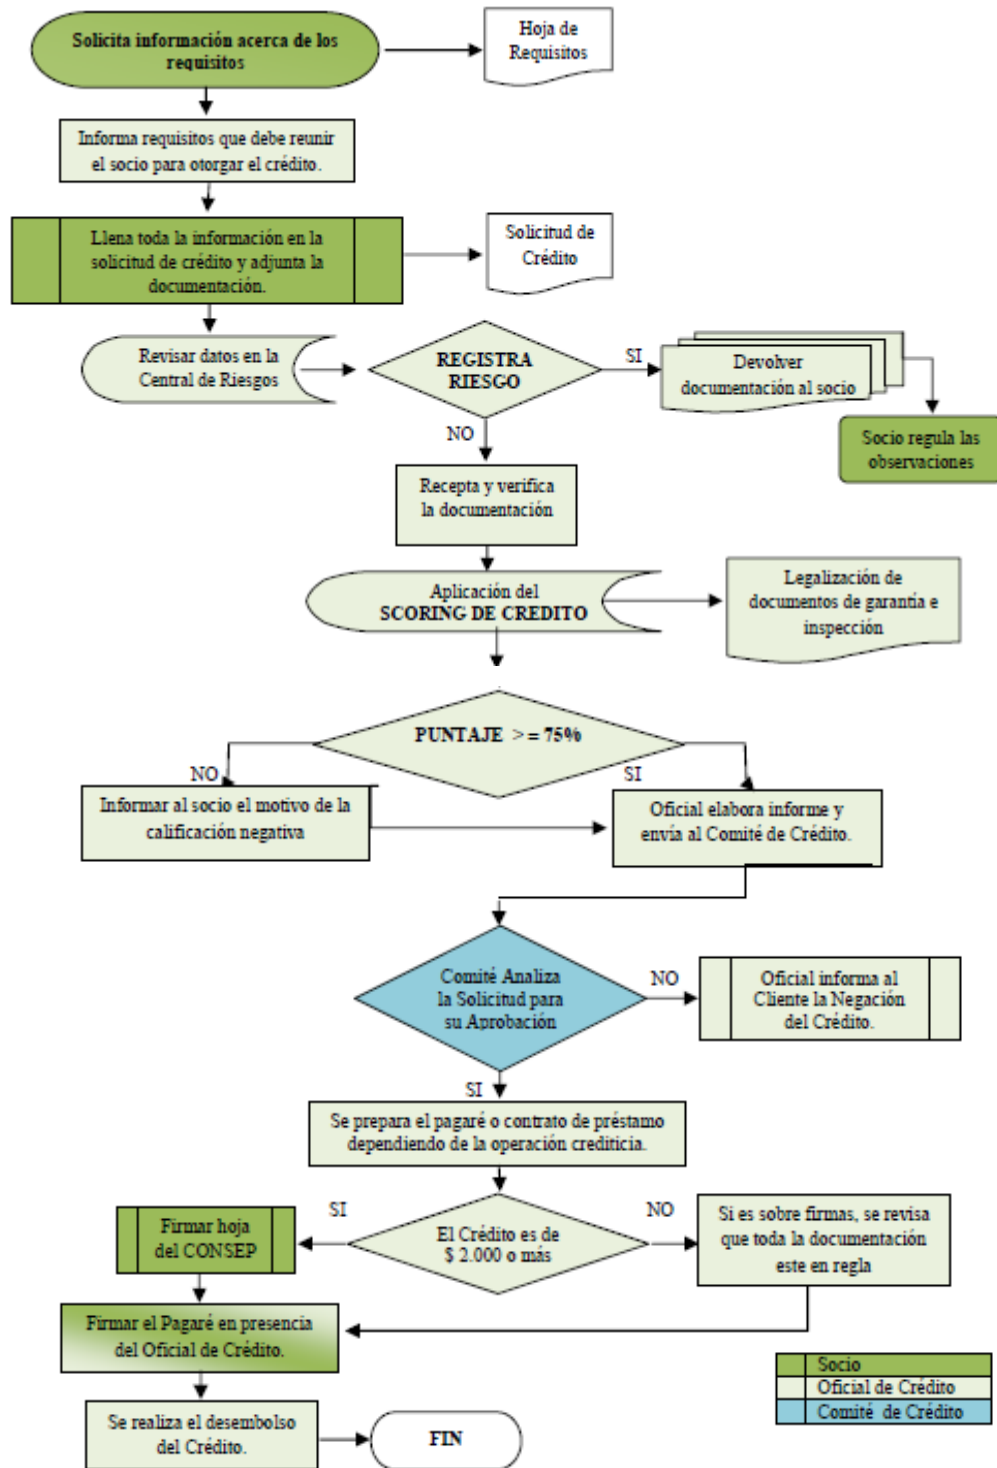 Solicita información acerca de los
requisitos
Hoja de
Requisitos
Informa requisitos que debe reunir
el socio para otorgar el crédito.
Llena toda la información en la
solicitud de crédito y adjunta la
documentación.
Solicitud de
Crédito
Revisar datos en la
Central de Riesgos
REGISTRA
RIESGO
SI
Devolver
documentación al socio
NO
Socio regula las
observaciones
Recepta y verifica
la documentación
Aplicación del
SCORING DE CREDITO
Legalización de
documentos de garantía e
inspección
PUNTAJE > = 75%
NO
SI
Informar al socio el motivo de la
calificación negativa
Oficial elabora informe y
envía al Comité de Crédito.
Comité Analiza
la Solicitud para
su Aprobación
NO
Oficial informa al
Cliente la Negación
del Crédito.
SI
Se prepara el pagaré o contrato de préstamo
dependiendo de la operación crediticia.
SI
El Crédito es de
$ 2.000 o más
NO
Firmar hoja
del CONSEP
Si es sobre firmas, se revisa
que toda la documentación
este en regla
Firmar el Pagaré en presencia
del Oficial de Crédito.
Se realiza el desembolso
del Crédito.
FIN
Socio
Oficial de Crédito
Comité de Crédito